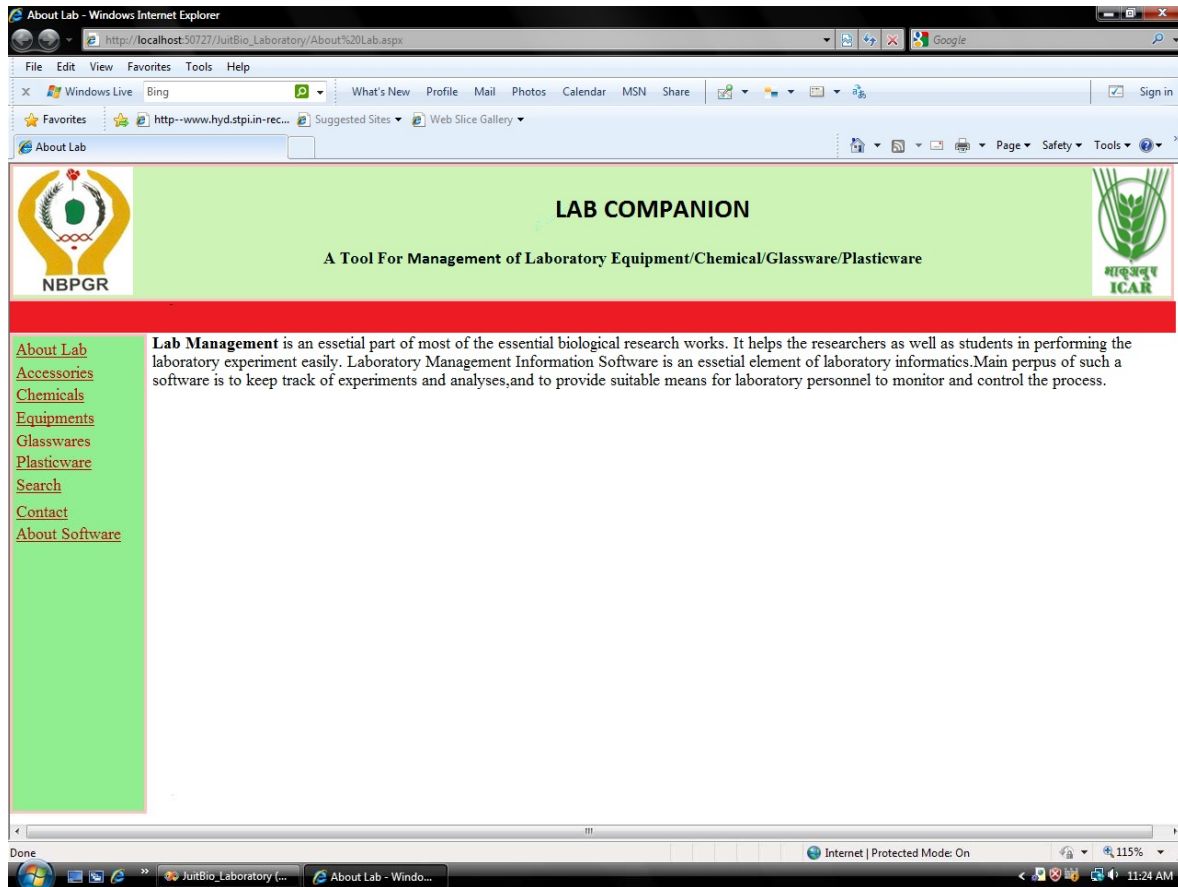 About Lab - Windows Internet Explorer
http://localhost:50727/JuitBio_Laboratory/About%20Lab.aspx
Google
File Edit View Favorites Tools Help
x Windows Live Bing What's New Profile Mail Photos Calendar MSN Share Sign in
Favorites http--www.hyd.stpi.in-rec... Suggested Sites Web Slice Gallery
About Lab Page Safety Tools
LAB COMPANION
A Tool For Management of Laboratory Equipment/Chemical/Glassware/Plasticware
NBPGR
भाकृअनुप
ICAR
About Lab
Accessories
Chemicals
Equipments
Glasswares
Plasticware
Search
Contact
About Software
Lab Management is an essetial part of most of the essential biological research works. It helps the researchers as well as students in performing the
laboratory experiment easily. Laboratory Management Information Software is an essetial element of laboratory informatics.Main perpus of such a
software is to keep track of experiments and analyses,and to provide suitable means for laboratory personnel to monitor and control the process.
Done Internet | Protected Mode: On 115%
JuitBio_Laboratory (... About Lab - Windo... 11:24 AM